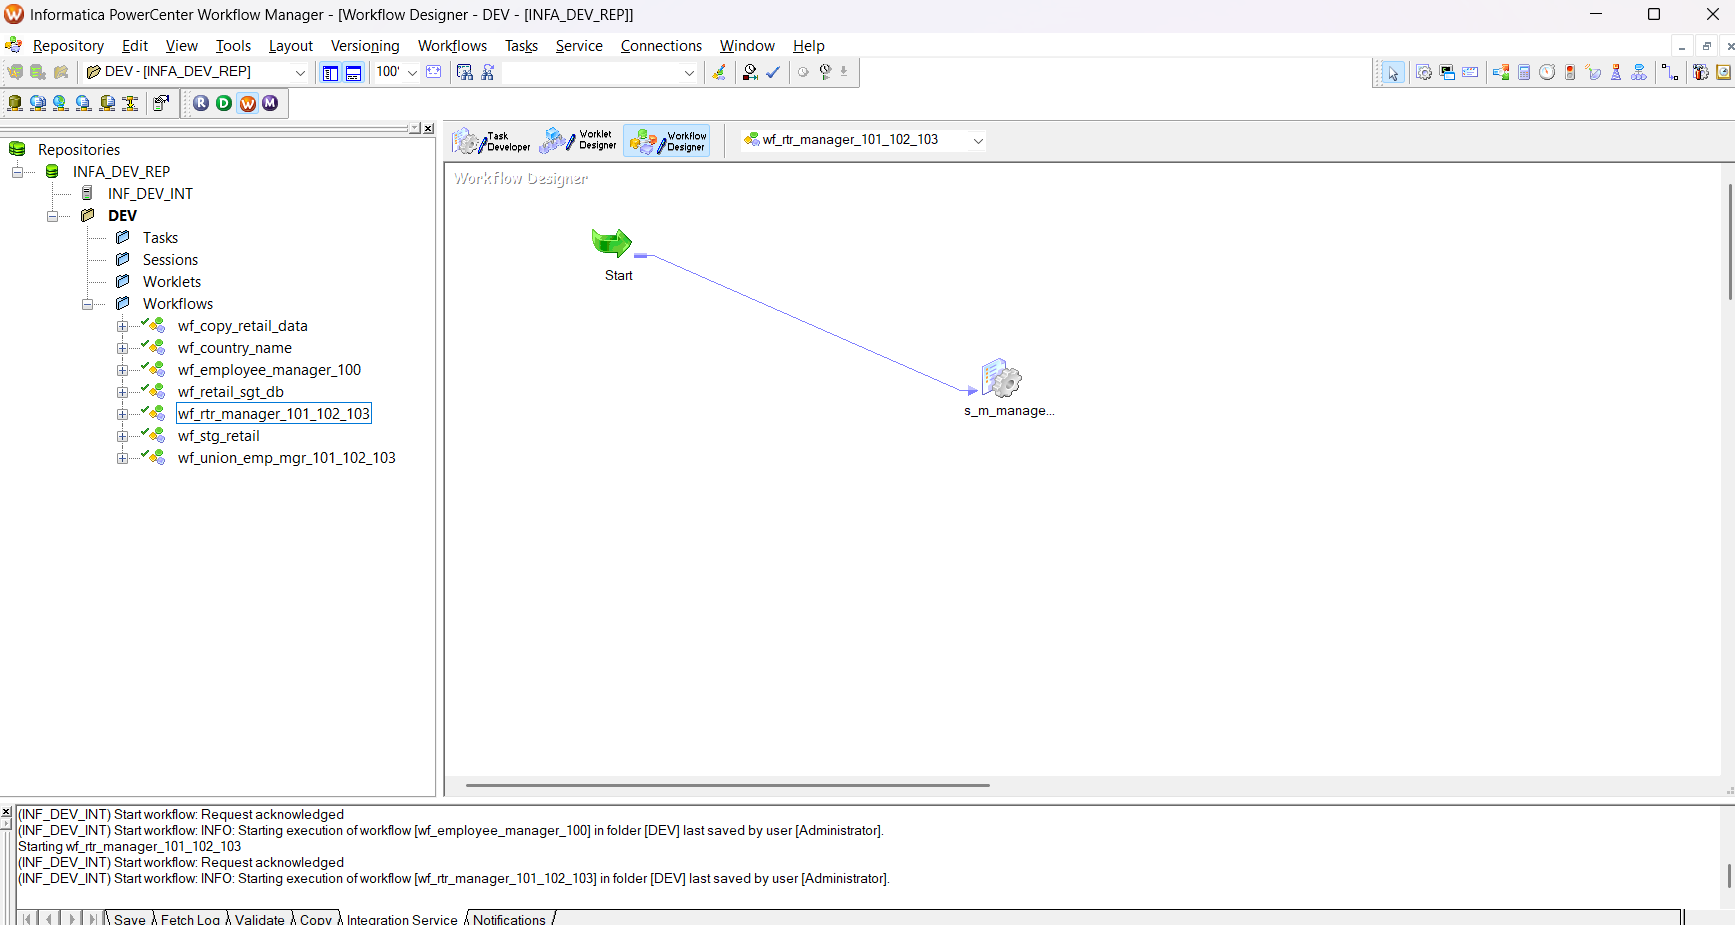 Informatica PowerCenter Workflow Manager - [Workflow Designer - DEV - [INFA_DEV_REP]]
Repository Edit View Tools Layout Versioning Workflows Tasks Service Connections Window Help
DEV - [INFA_DEV_REP] 100'
R D W M
Task Developer
Worklet Designer
Workflow Designer
wf_rtr_manager_101_102_103
Repositories
INFA_DEV_REP
INF_DEV_INT
DEV
Tasks
Sessions
Worklets
Workflows
wf_copy_retail_data
wf_country_name
wf_employee_manager_100
wf_retail_sgt_db
wf_rtr_manager_101_102_103
wf_stg_retail
wf_union_emp_mgr_101_102_103
Workflow Designer
Start
s_m_manage...
(INF_DEV_INT) Start workflow: Request acknowledged
(INF_DEV_INT) Start workflow: INFO: Starting execution of workflow [wf_employee_manager_100] in folder [DEV] last saved by user [Administrator].
Starting wf_rtr_manager_101_102_103
(INF_DEV_INT) Start workflow: Request acknowledged
(INF_DEV_INT) Start workflow: INFO: Starting execution of workflow [wf_rtr_manager_101_102_103] in folder [DEV] last saved by user [Administrator].
Save Fetch Log Validate Copy Integration Service Notifications